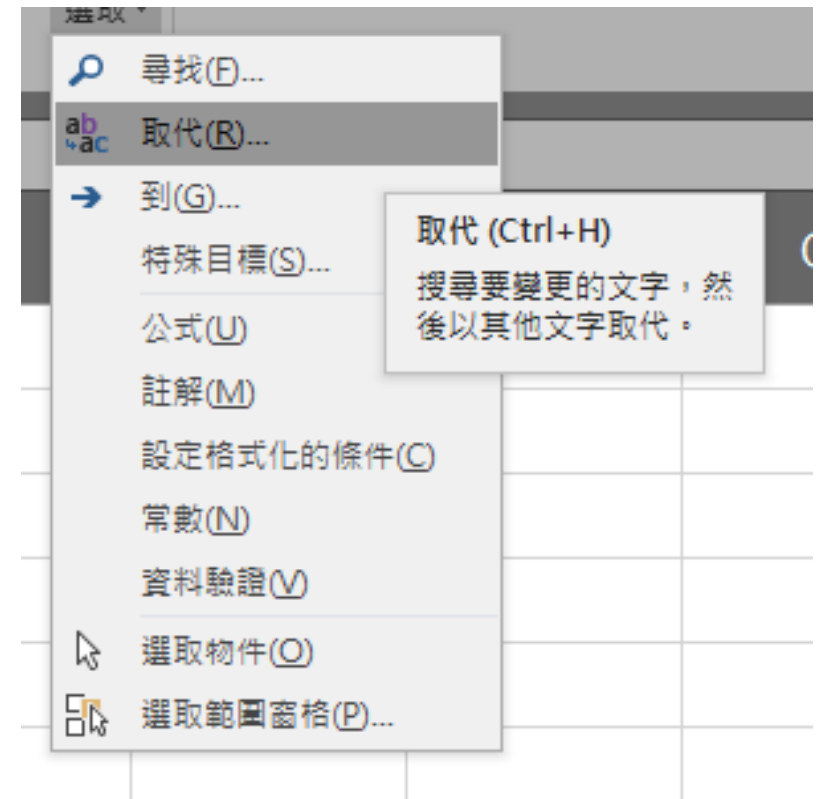 選取
尋找(F)...
取代(R)...
到(G)...
特殊目標(S)...
公式(U)
註解(M)
設定格式化的條件(C)
常數(N)
資料驗證(V)
選取物件(O)
選取範圍窗格(P)...
取代 (Ctrl+H)
搜尋要變更的文字，然
後以其他文字取代。